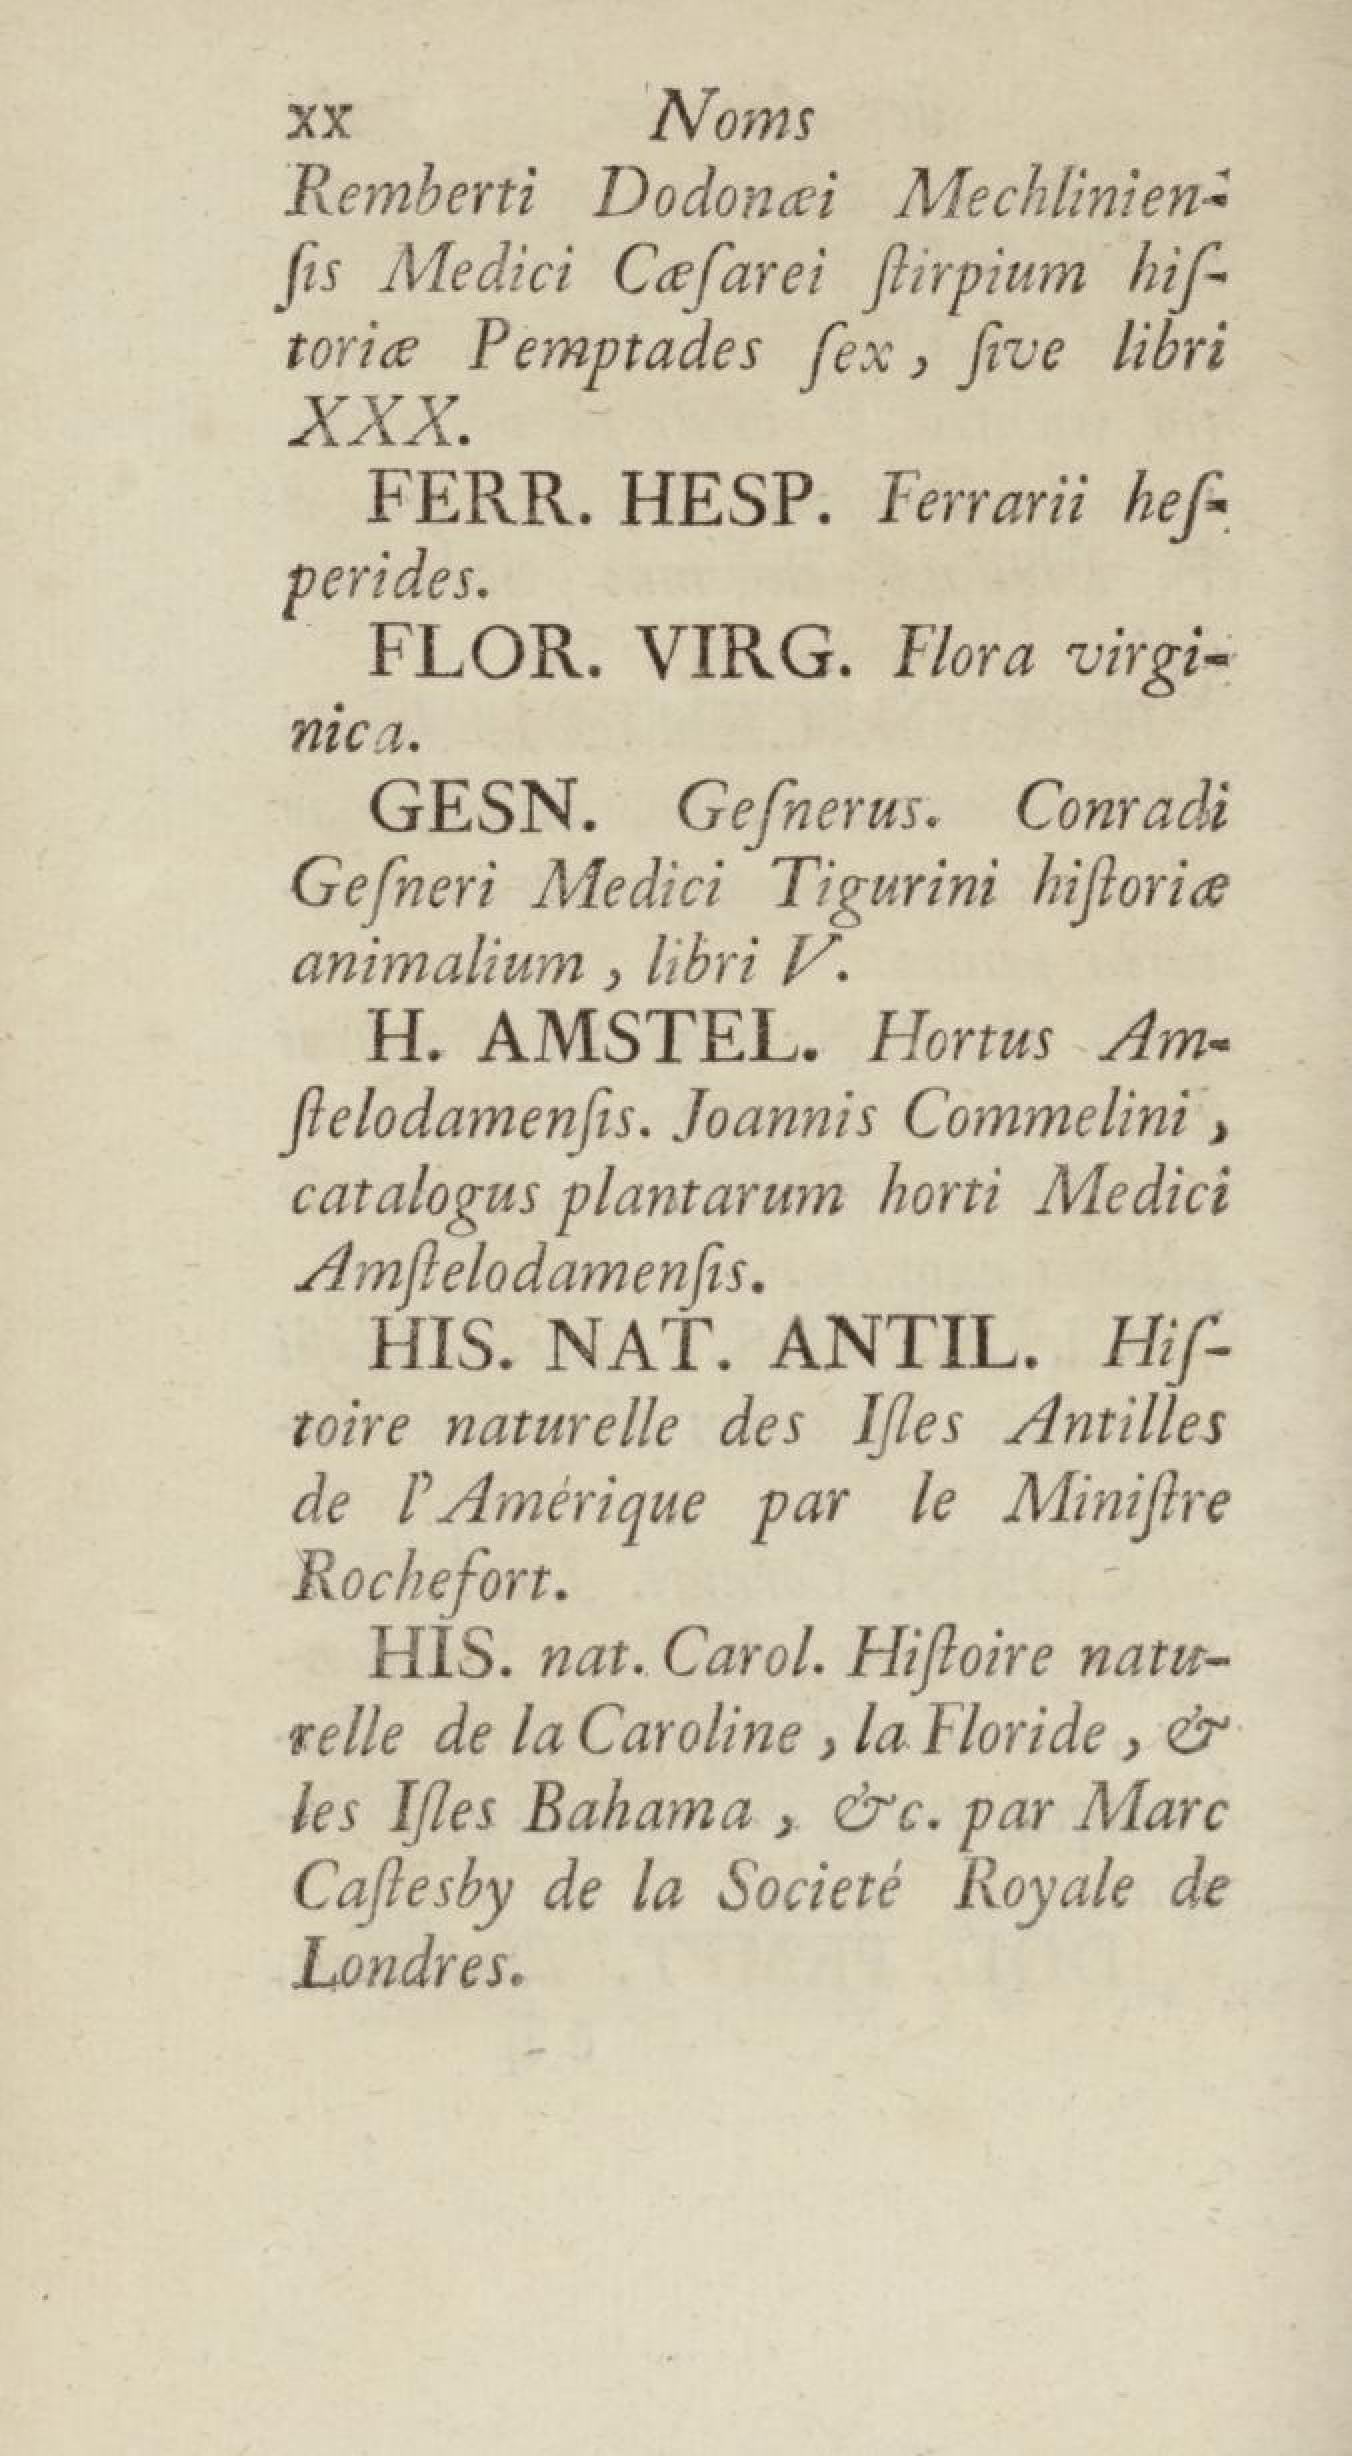 xx Noms
Remberti Dodonæi Mechlinien-
ſis Medici Cæſarei ſtirpium hiſ-
toriæ Pemptades ſex, ſive libri
XXX.
FERR. HESP. Ferrarii heſ-
perides.
FLOR. VIRG. Flora virgi-
nica.
GESN. Geſnerus. Conradi
Geſneri Medici Tigurini hiſtoriæ
animalium, libri V.
H. AMSTEL. Hortus Am-
ſtelodamenſis. Joannis Commelini,
catalogus plantarum horti Medici
Amſtelodamenſis.
HIS. NAT. ANTIL. Hiſ-
toire naturelle des Iſles Antilles
de l'Amérique par le Miniſtre
Rochefort.
HIS. nat. Carol. Hiſtoire natu-
relle de la Caroline, la Floride, &
les Iſles Bahama, &c. par Marc
Caſtesby de la Societé Royale de
Londres.